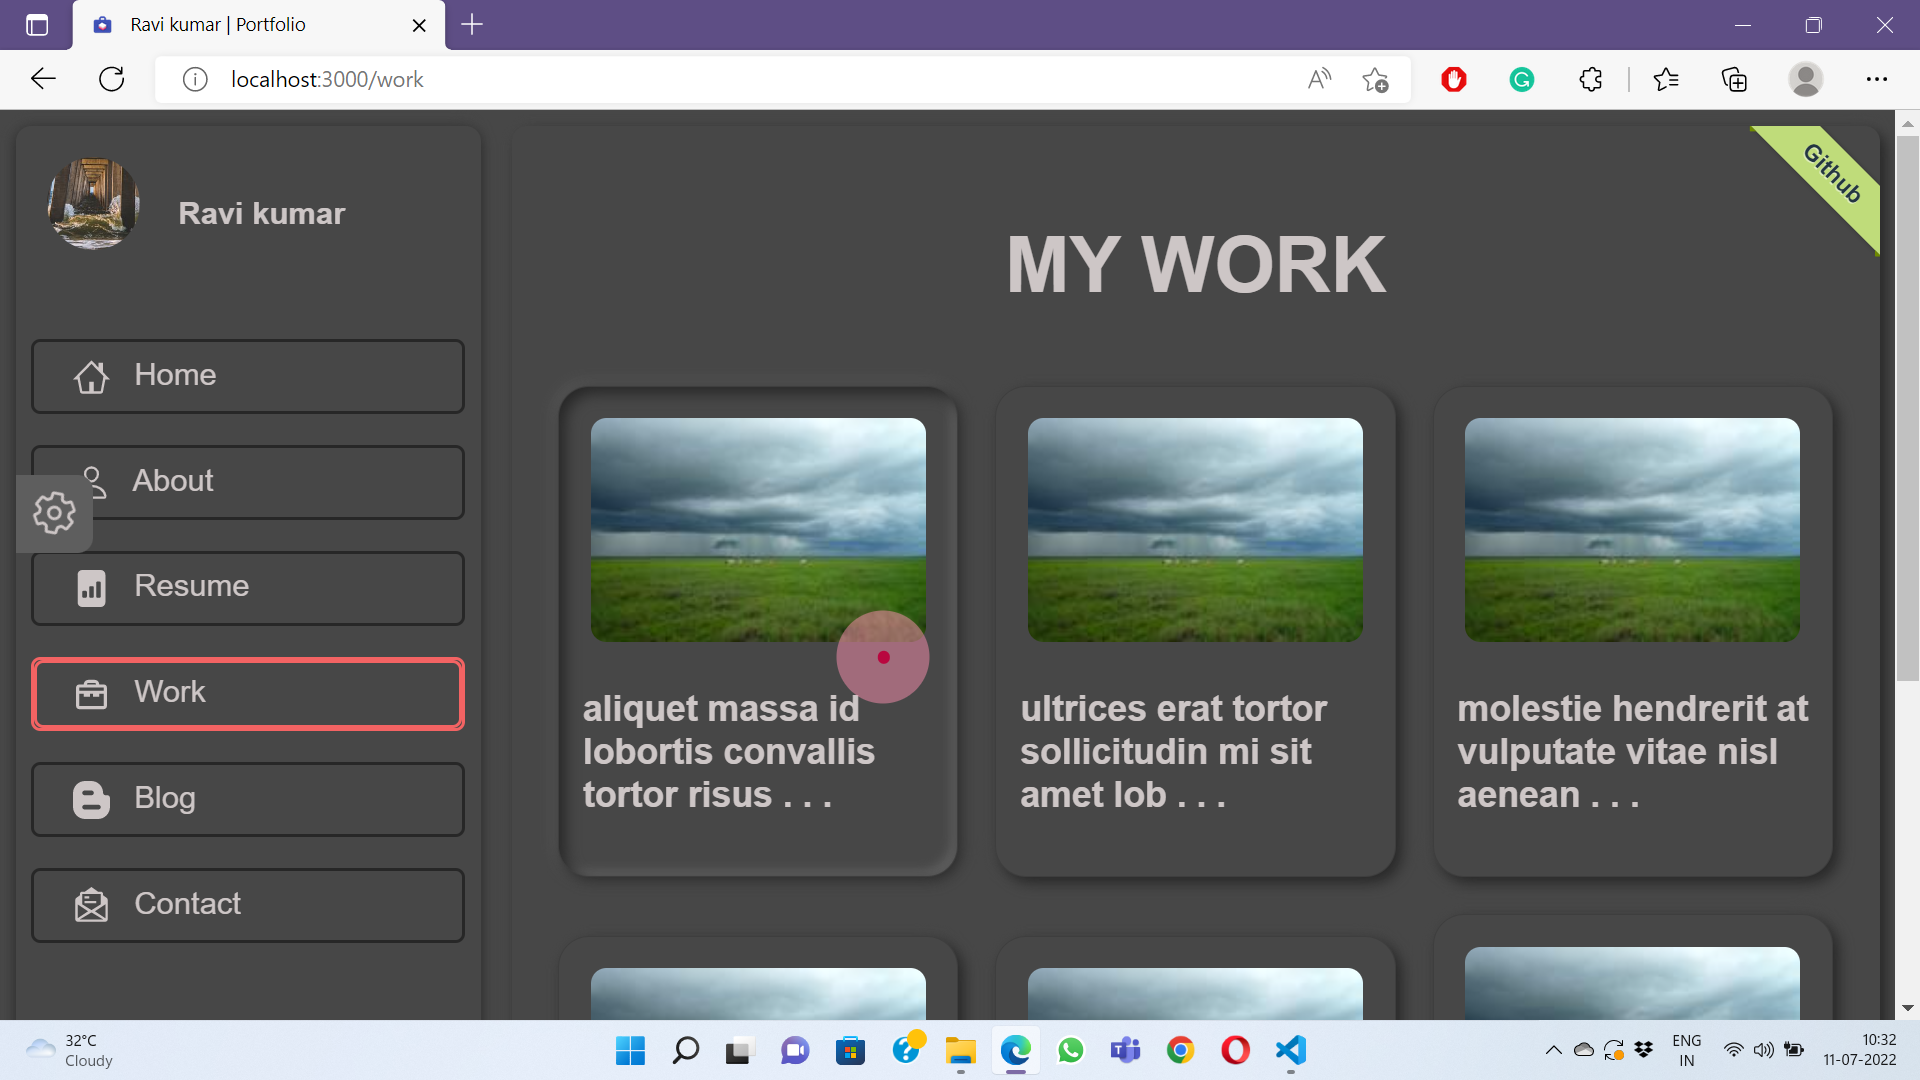 Ravi kumar | Portfolio
localhost:3000/work
Ravi kumar
Github
MY WORK
Home
About
Resume
Work
Blog
Contact
aliquet massa id
lobortis convallis
tortor risus . . .
ultrices erat tortor
sollicitudin mi sit
amet lob . . .
molestie hendrerit at
vulputate vitae nisl
aenean . . .
32°C
Cloudy
ENG
IN
10:32
11-07-2022